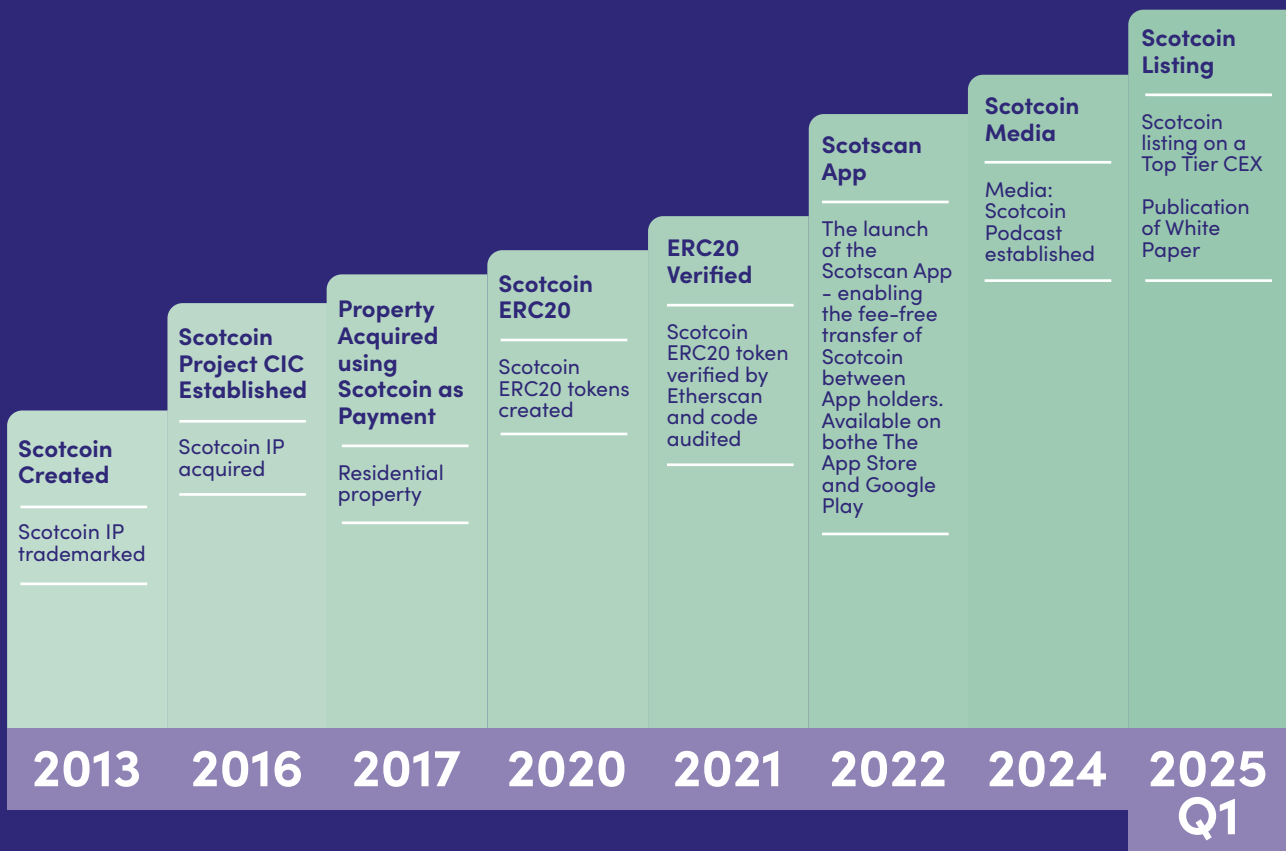 Scotcoin
Created
Scotcoin IP
trademarked
Scotcoin
Project CIC
Established
Scotcoin IP
acquired
Property
Acquired
using
Scotcoin as
Payment
Residential
property
Scotcoin
ERC20
Scotcoin
ERC20 tokens
created
ERC20
Verified
Scotcoin
ERC20 token
verified by
Etherscan
and code
audited
Scotscan
App
The launch
of the
Scotscan App
- enabling
the fee-free
transfer of
Scotcoin
between
App holders.
Available on
bothe The
App Store
and Google
Play
Scotcoin
Media
Media:
Scotcoin
Podcast
established
Scotcoin
Listing
Scotcoin
listing on a
Top Tier CEX
Publication
of White
Paper
2013
2016
2017
2020
2021
2022
2024
2025
Q1